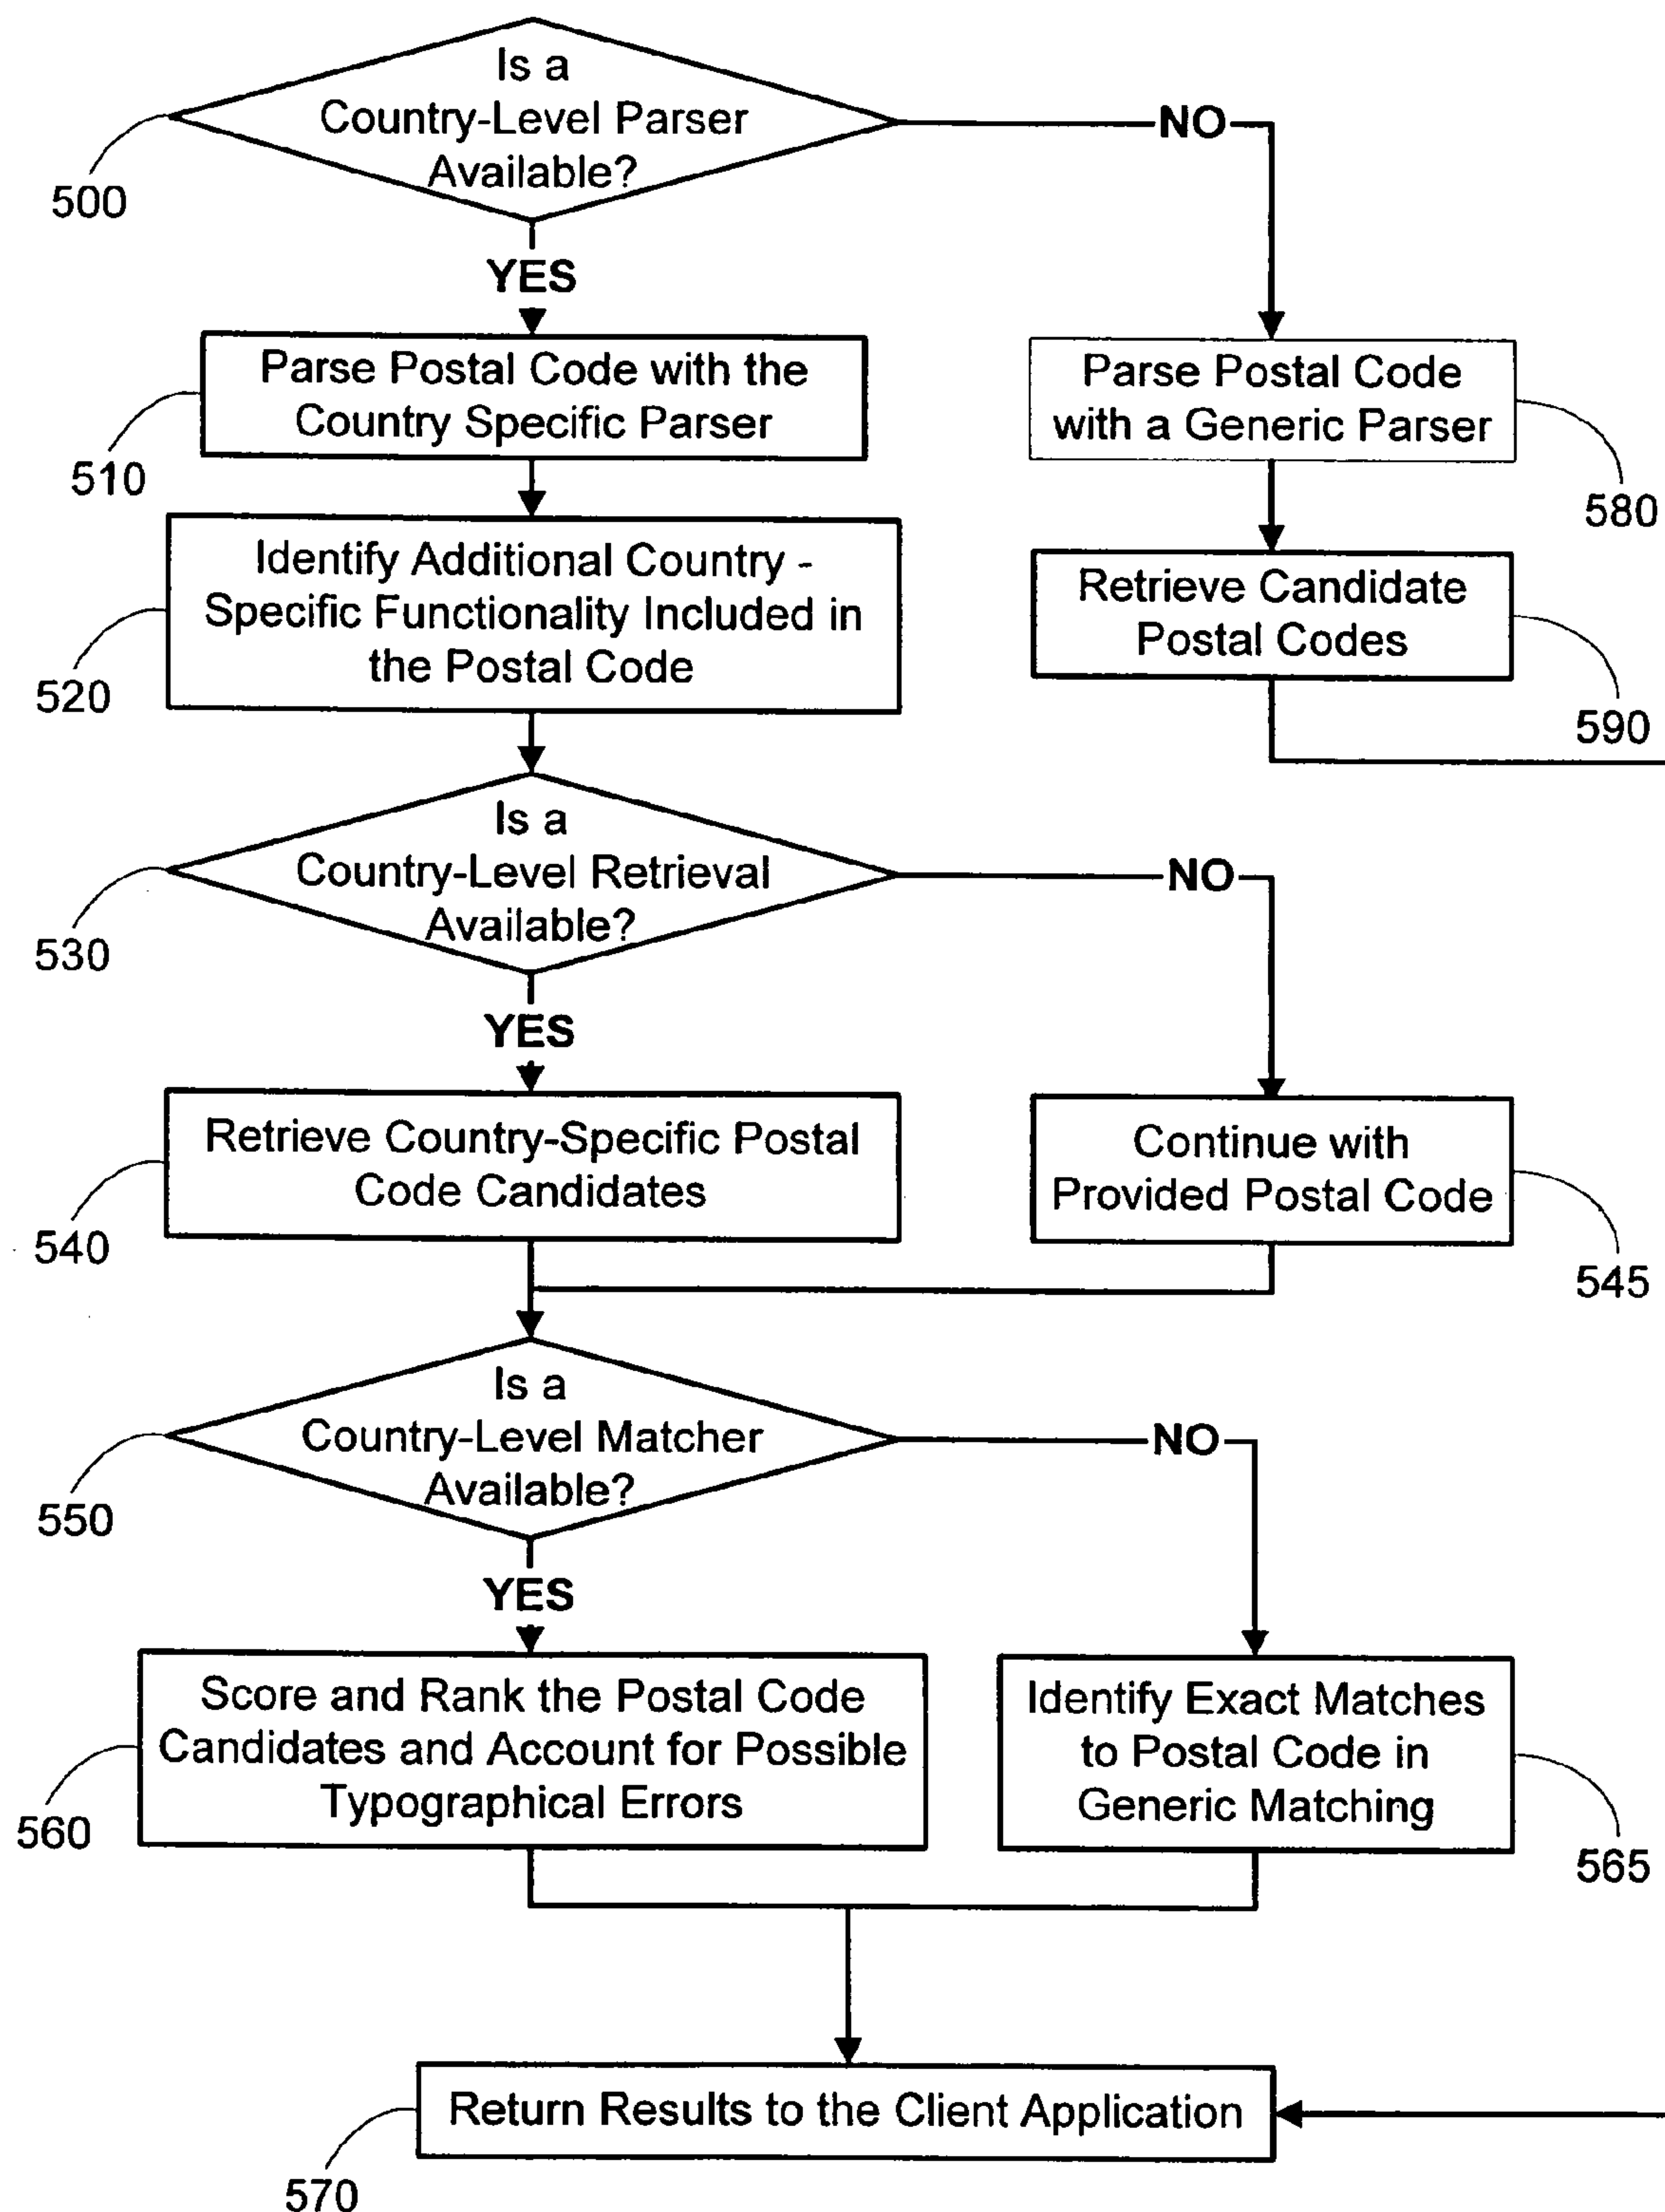 Is a
Country-Level Parser
Available?
NO
500
YES
Parse Postal Code with the
Country Specific Parser
510
Parse Postal Code
with a Generic Parser
580
Identify Additional Country -
Specific Functionality Included in
the Postal Code
520
Retrieve Candidate
Postal Codes
590
Is a
Country-Level Retrieval
Available?
NO
530
YES
Retrieve Country-Specific Postal
Code Candidates
540
Continue with
Provided Postal Code
545
Is a
Country-Level Matcher
Available?
NO
550
YES
Score and Rank the Postal Code
Candidates and Account for Possible
Typographical Errors
560
Identify Exact Matches
to Postal Code in
Generic Matching
565
Return Results to the Client Application
570